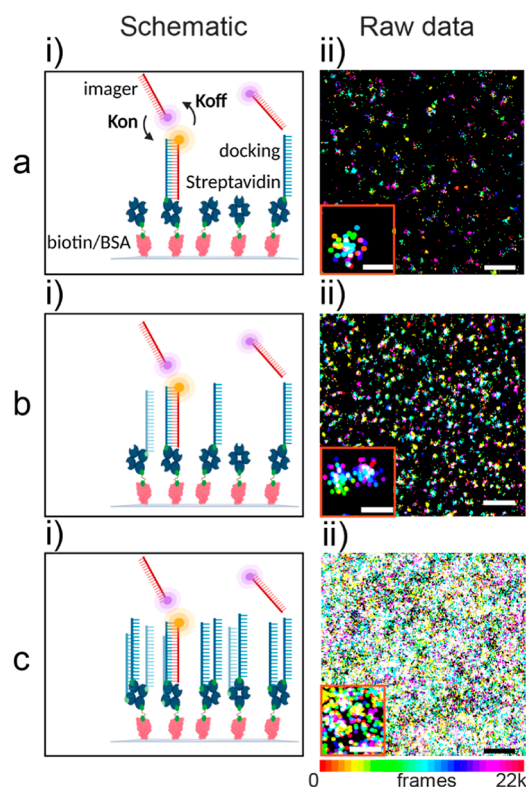 Schematic Raw data
i) ii)
a
imager
Koff
Kon
docking
Streptavidin
biotin/BSA
i) ii)
b
i) ii)
c
0 frames 22k